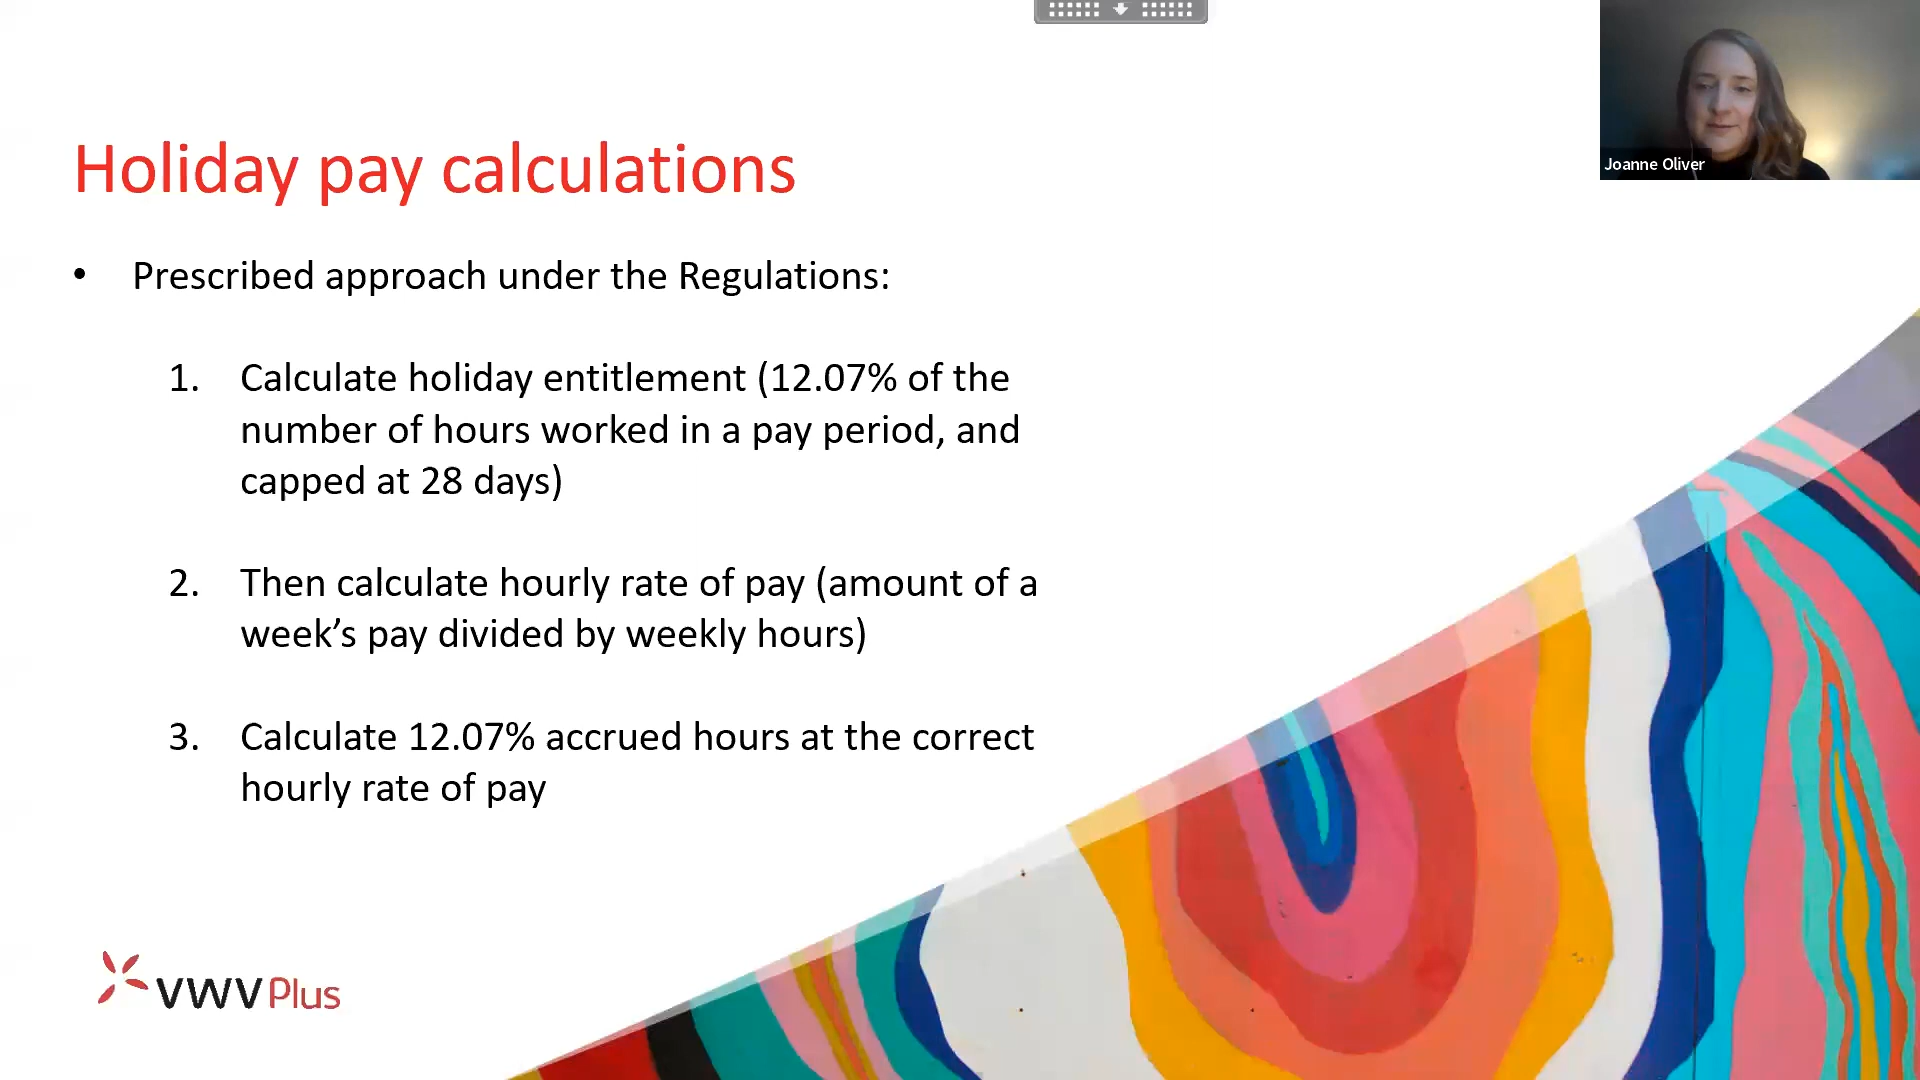 Joanne Oliver
Holiday pay calculations
• Prescribed approach under the Regulations:
1. Calculate holiday entitlement (12.07% of the
number of hours worked in a pay period, and
capped at 28 days)
2. Then calculate hourly rate of pay (amount of a
week’s pay divided by weekly hours)
3. Calculate 12.07% accrued hours at the correct
hourly rate of pay
VWV Plus